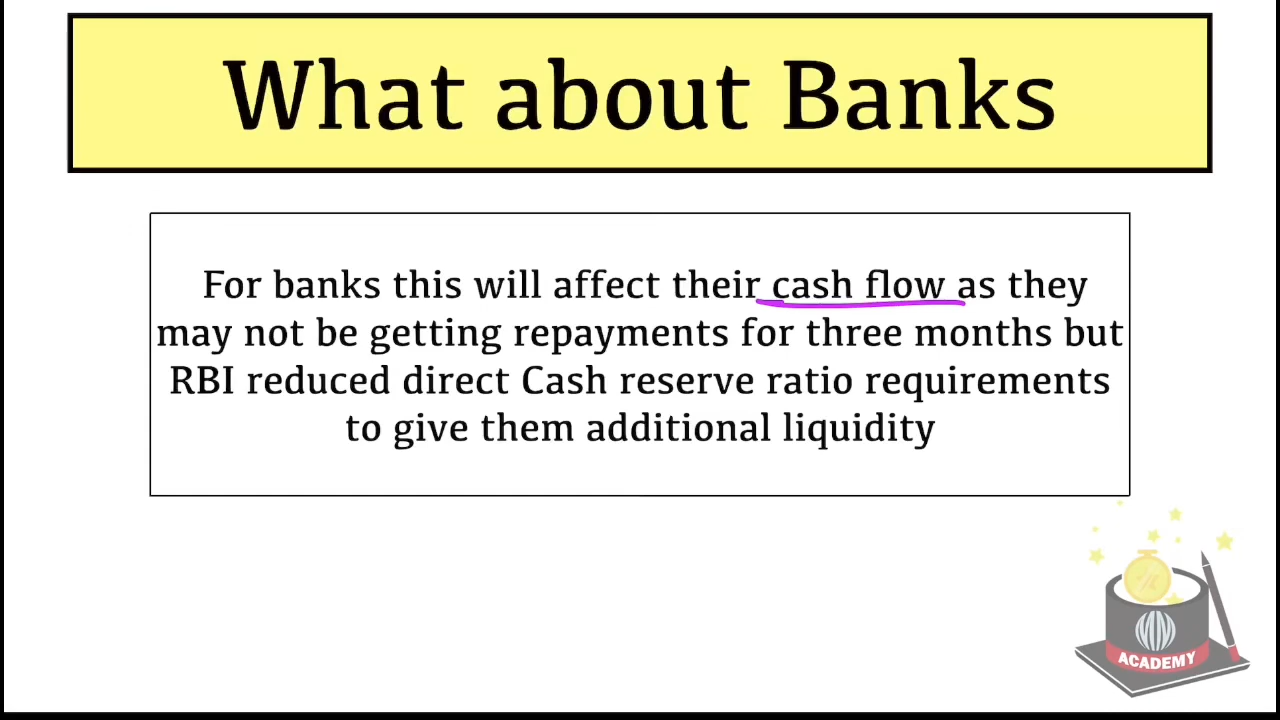 What about Banks
For banks this will affect their cash flow as they
may not be getting repayments for three months but
RBI reduced direct Cash reserve ratio requirements
to give them additional liquidity
MN
ACADEMY